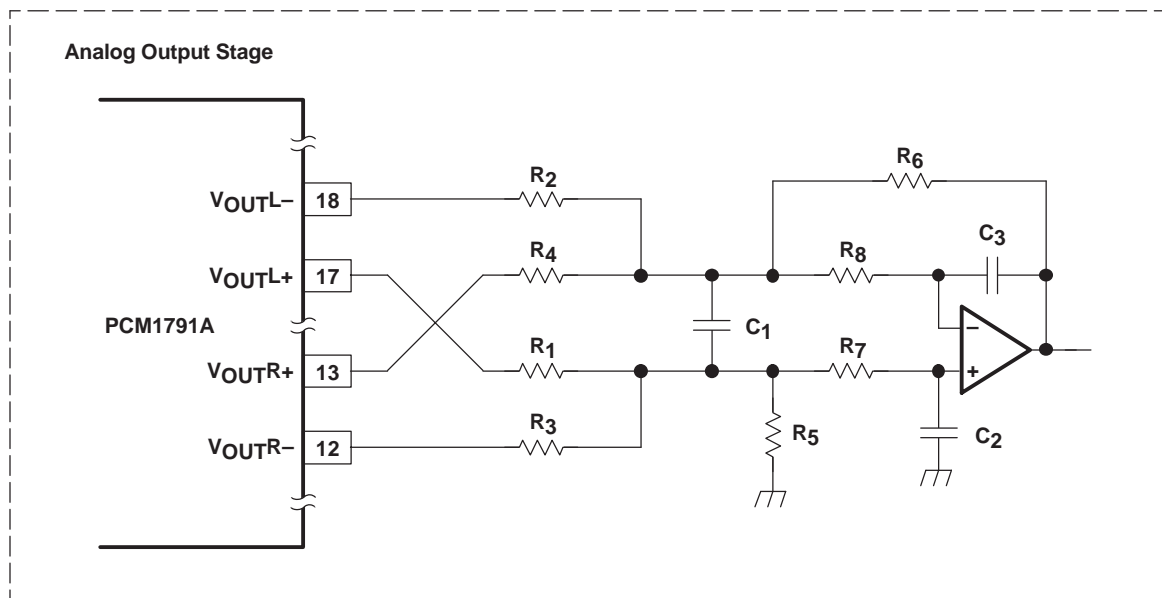 Analog Output Stage
R6
R2
VOUTL–
18
C3
R4
R8
VOUTL+
17
–
PCM1791A
C1
R1
R7
VOUTR+
13
+
R3
R5
C2
VOUTR–
12